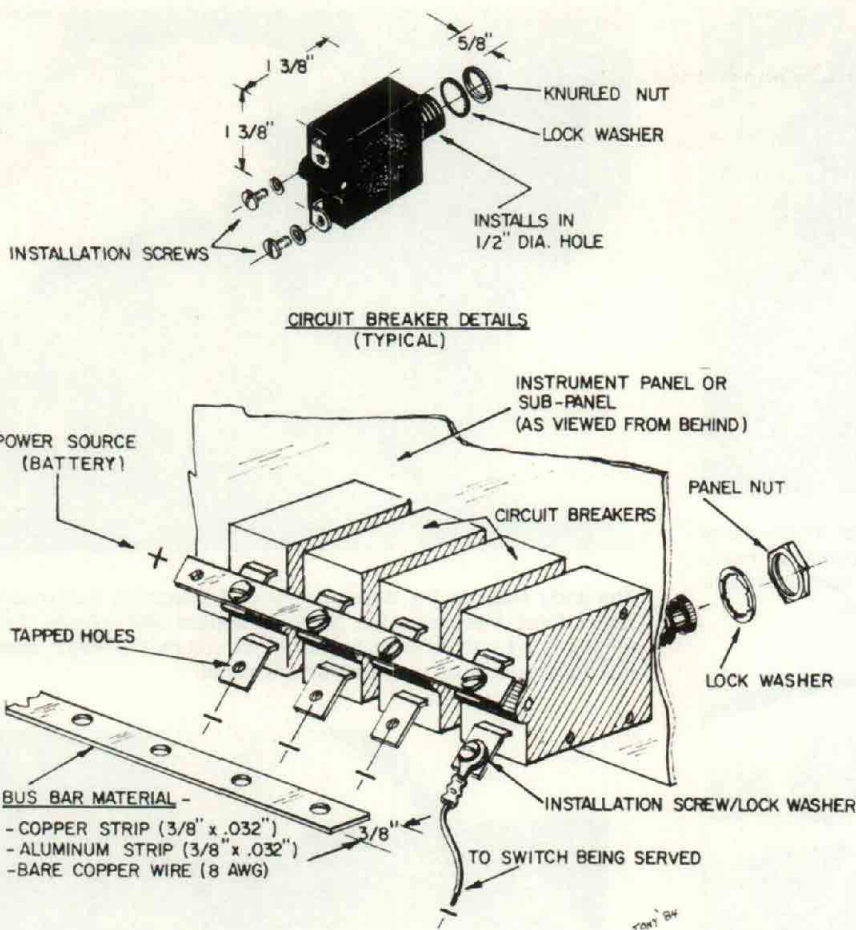 1 3/8"
5/8"
1 3/8"
KNURLED NUT
LOCK WASHER
INSTALLS IN
1/2" DIA. HOLE
INSTALLATION SCREWS
CIRCUIT BREAKER DETAILS
(TYPICAL)
INSTRUMENT PANEL OR
SUB-PANEL
(AS VIEWED FROM BEHIND)
POWER SOURCE
(BATTERY)
PANEL NUT
CIRCUIT BREAKERS
+
TAPPED HOLES
LOCK WASHER
BUS BAR MATERIAL -
- COPPER STRIP (3/8" x .032")
- ALUMINUM STRIP (3/8" x .032")
-BARE COPPER WIRE (8 AWG)
3/8"
INSTALLATION SCREW/LOCK WASHER
TO SWITCH BEING SERVED
TONY '84